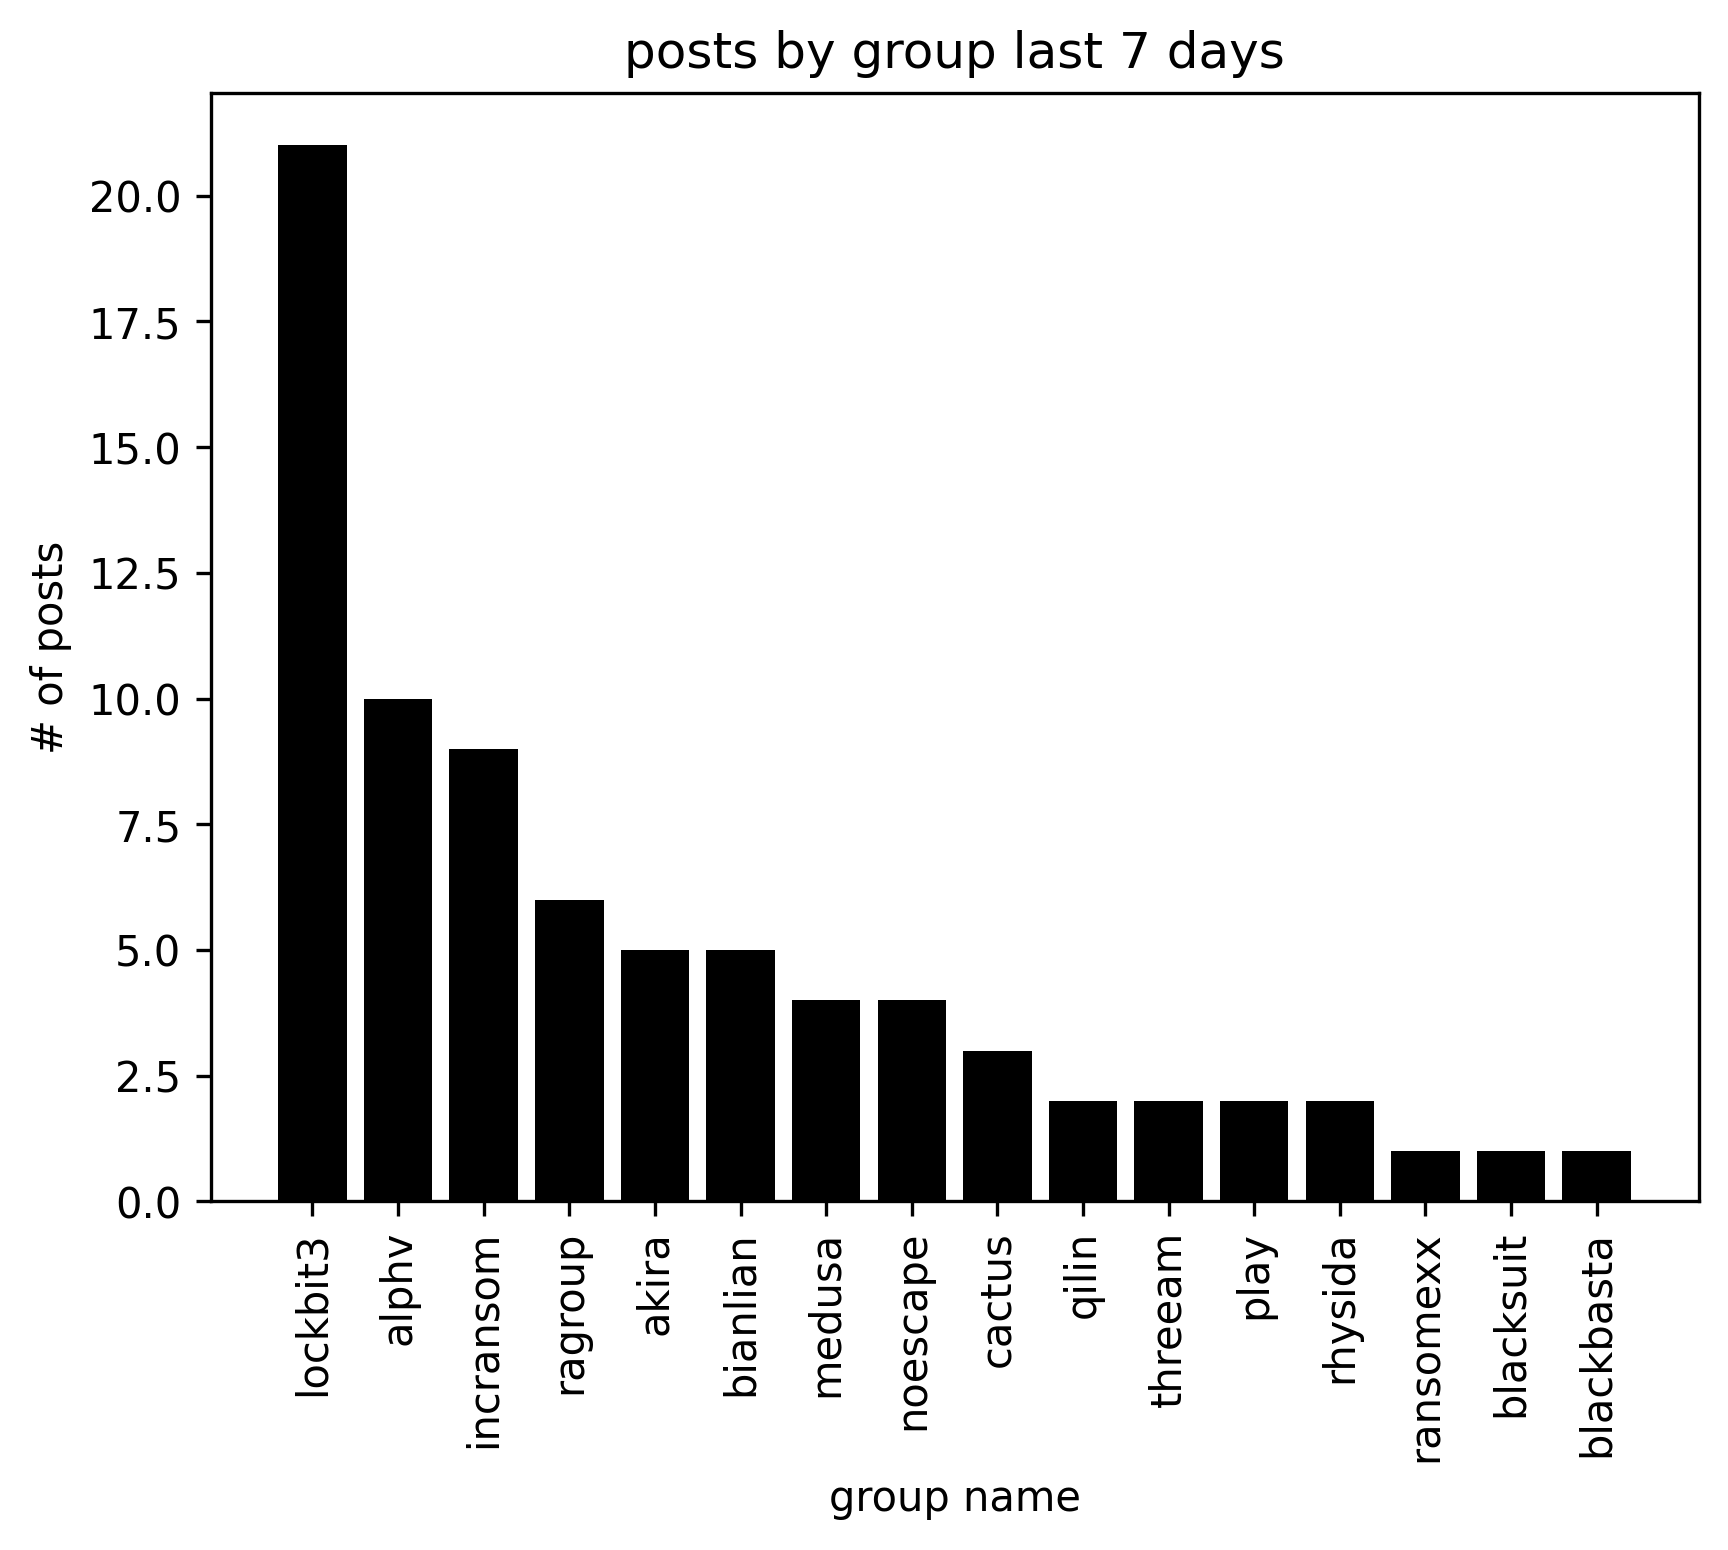 posts by group last 7 days
# of posts
20.0
17.5
15.0
12.5
10.0
7.5
5.0
2.5
0.0
lockbit3
alphv
incransom
ragroup
akira
bianlian
medusa
noescape
cactus
qilin
threeam
play
rhysida
ransomexx
blacksuit
blackbasta
group name